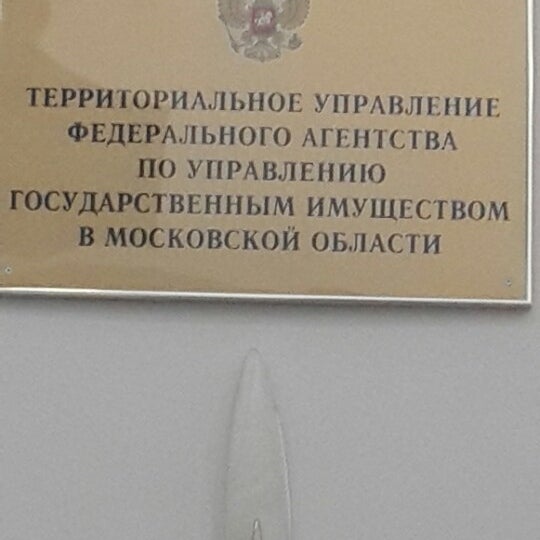 ТЕРРИТОРИАЛЬНОЕ УПРАВЛЕНИЕ
ФЕДЕРАЛЬНОГО АГЕНТСТВА
ПО УПРАВЛЕНИЮ
ГОСУДАРСТВЕННЫМ ИМУЩЕСТВОМ
В МОСКОВСКОЙ ОБЛАСТИ